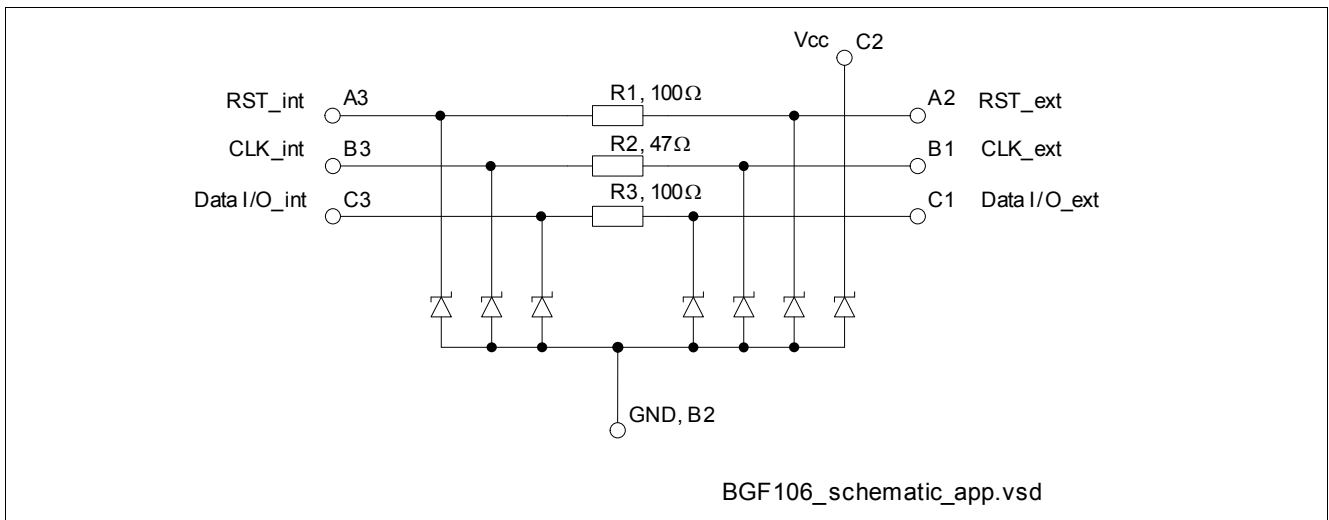 Vcc C2
R1, 100Ω
RST_int A3 A2 RST_ext
R2, 47Ω
CLK_int B3 B1 CLK_ext
R3, 100Ω
Data I/O_int C3 C1 Data I/O_ext
GND, B2
BGF106_schematic_app.vsd